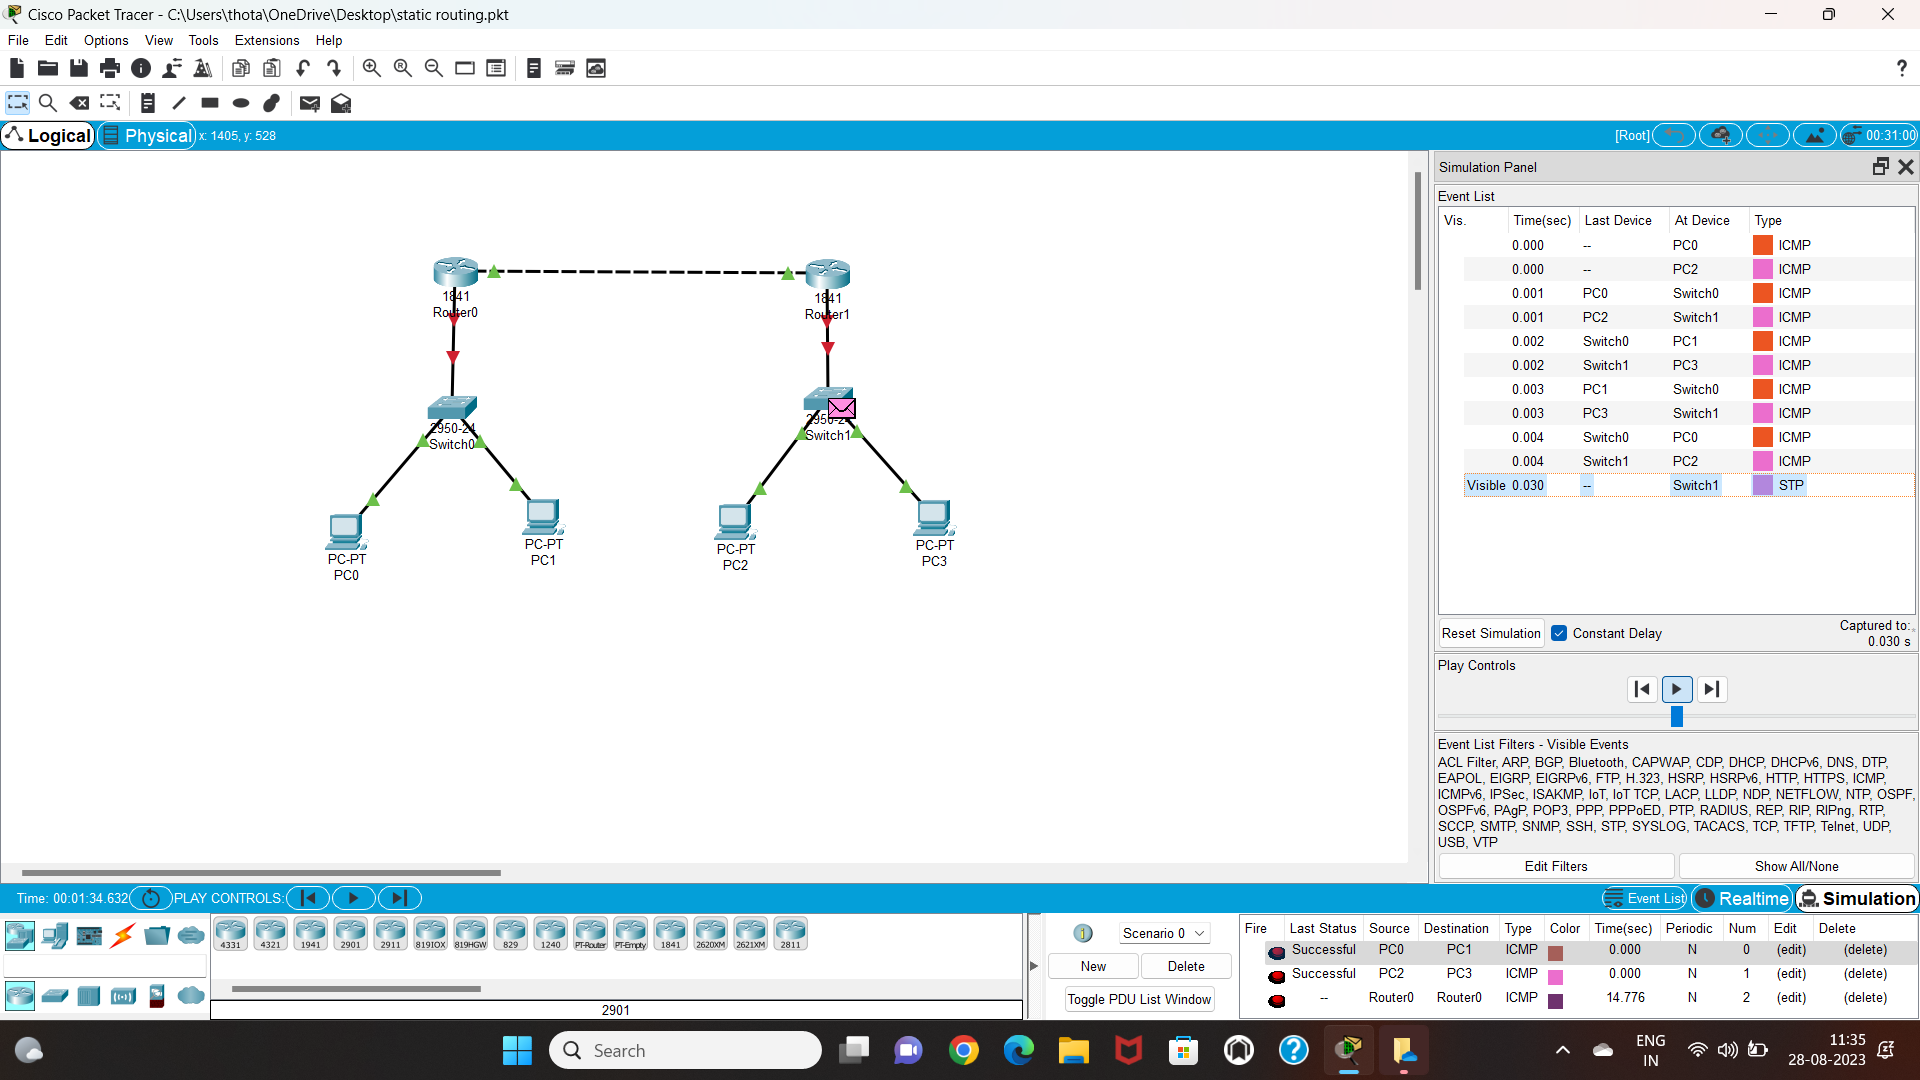 Cisco Packet Tracer - C:\Users\thota\OneDrive\Desktop\static routing.pkt
File Edit Options View Tools Extensions Help
?
Logical Physical x: 1405, y: 528 [Root] 00:31:00
Simulation Panel
Event List
Vis. Time(sec) Last Device At Device Type
0.000 -- PC0 ICMP
0.000 -- PC2 ICMP
0.001 PC0 Switch0 ICMP
0.001 PC2 Switch1 ICMP
0.002 Switch0 PC1 ICMP
0.002 Switch1 PC3 ICMP
0.003 PC1 Switch0 ICMP
0.003 PC3 Switch1 ICMP
0.004 Switch0 PC0 ICMP
0.004 Switch1 PC2 ICMP
Visible 0.030 -- Switch1 STP
1841
Router0
1841
Router1
2950-24
Switch0
2950-24
Switch1
PC-PT
PC0
PC-PT
PC1
PC-PT
PC2
PC-PT
PC3
Reset Simulation Constant Delay Captured to:
0.030 s
Play Controls
Event List Filters - Visible Events
ACL Filter, ARP, BGP, Bluetooth, CAPWAP, CDP, DHCP, DHCPv6, DNS, DTP,
EAPOL, EIGRP, EIGRPv6, FTP, H.323, HSRP, HSRPv6, HTTP, HTTPS, ICMP,
ICMPv6, IPSec, ISAKMP, IoT, IoT TCP, LACP, LLDP, NDP, NETFLOW, NTP, OSPF,
OSPFv6, PAgP, POP3, PPP, PPPoED, PTP, RADIUS, REP, RIP, RIPng, RTP,
SCCP, SMTP, SNMP, SSH, STP, SYSLOG, TACACS, TCP, TFTP, Telnet, UDP,
USB, VTP
Edit Filters Show All/None
Time: 00:01:34.632 PLAY CONTROLS: Event List Realtime Simulation
4331 4321 1941 2901 2911 819IOX 819HGW 829 1240 PT-Router PT-Empty 1841 2620XM 2621XM 2811
2901
1 Scenario 0
New Delete
Toggle PDU List Window
Fire Last Status Source Destination Type Color Time(sec) Periodic Num Edit Delete
Successful PC0 PC1 ICMP 0.000 N 0 (edit) (delete)
Successful PC2 PC3 ICMP 0.000 N 1 (edit) (delete)
-- Router0 Router0 ICMP 14.776 N 2 (edit) (delete)
Search
ENG
IN
11:35
28-08-2023